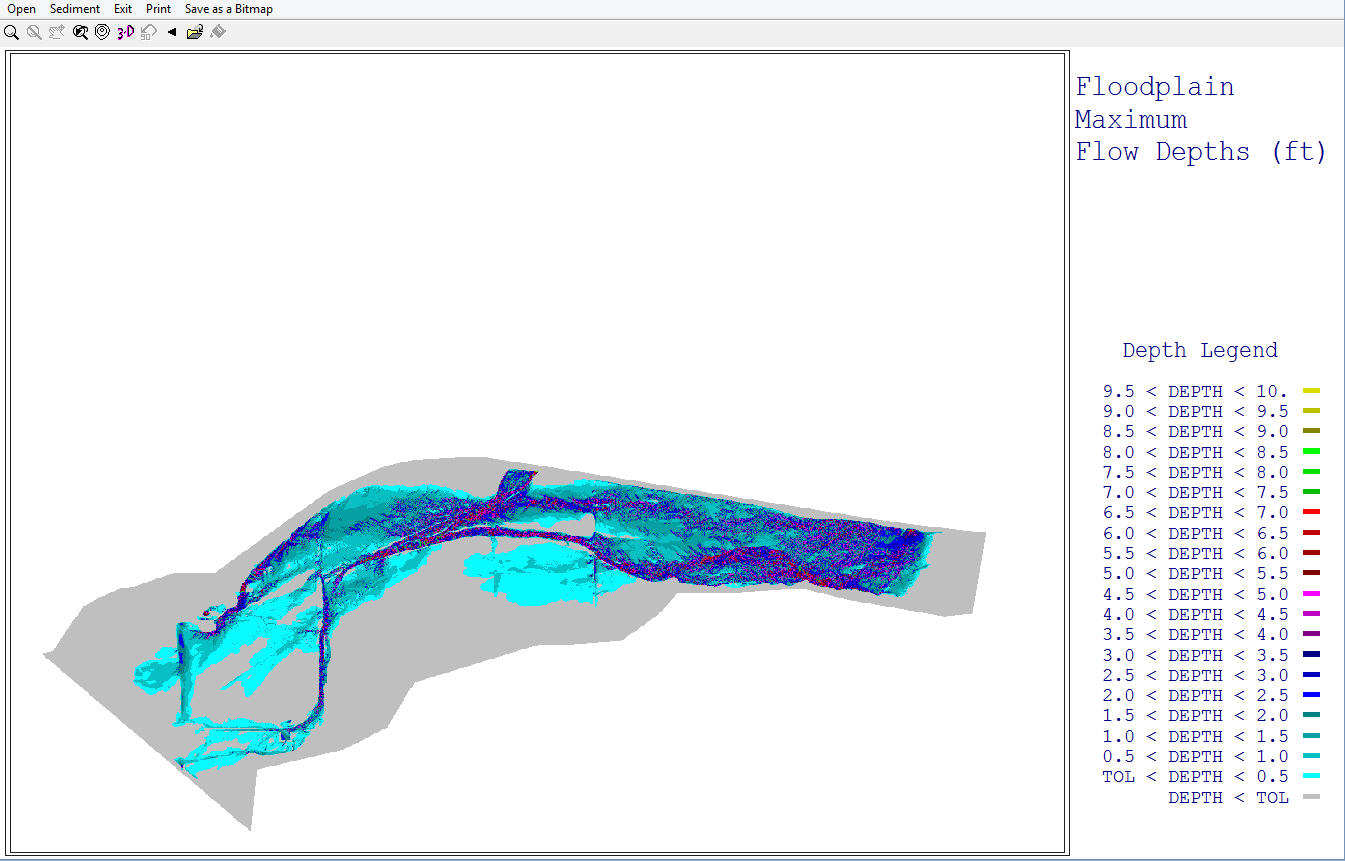 Open Sediment Exit Print Save as a Bitmap
3-D
90
Floodplain
Maximum
Flow Depths (ft)
Depth Legend
9.5 < DEPTH < 10.
9.0 < DEPTH < 9.5
8.5 < DEPTH < 9.0
8.0 < DEPTH < 8.5
7.5 < DEPTH < 8.0
7.0 < DEPTH < 7.5
6.5 < DEPTH < 7.0
6.0 < DEPTH < 6.5
5.5 < DEPTH < 6.0
5.0 < DEPTH < 5.5
4.5 < DEPTH < 5.0
4.0 < DEPTH < 4.5
3.5 < DEPTH < 4.0
3.0 < DEPTH < 3.5
2.5 < DEPTH < 3.0
2.0 < DEPTH < 2.5
1.5 < DEPTH < 2.0
1.0 < DEPTH < 1.5
0.5 < DEPTH < 1.0
TOL < DEPTH < 0.5
DEPTH < TOL